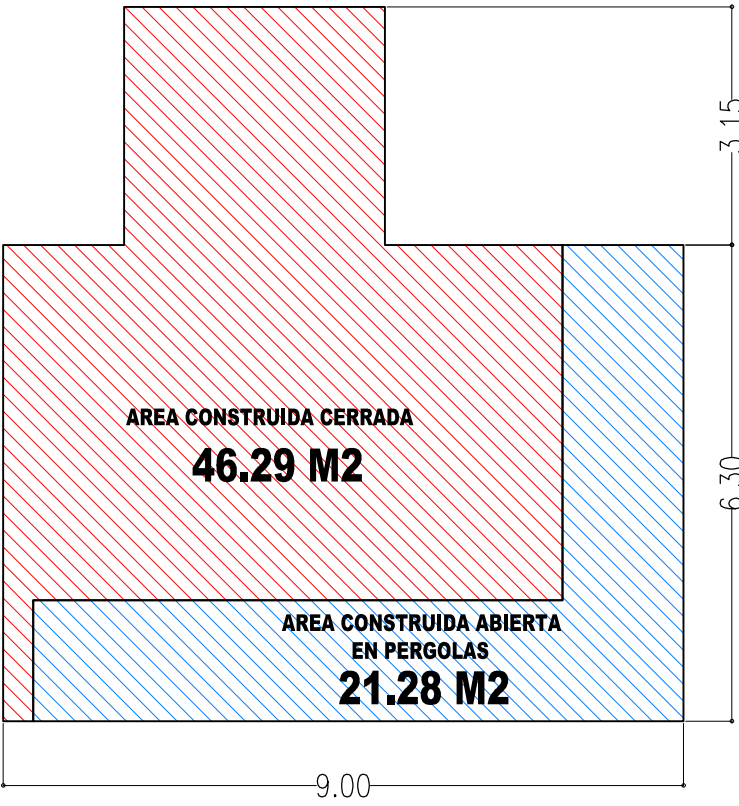 3.15
AREA CONSTRUIDA CERRADA
46.29 M2
6.30
AREA CONSTRUIDA ABIERTA
EN PERGOLAS
21.28 M2
9.00